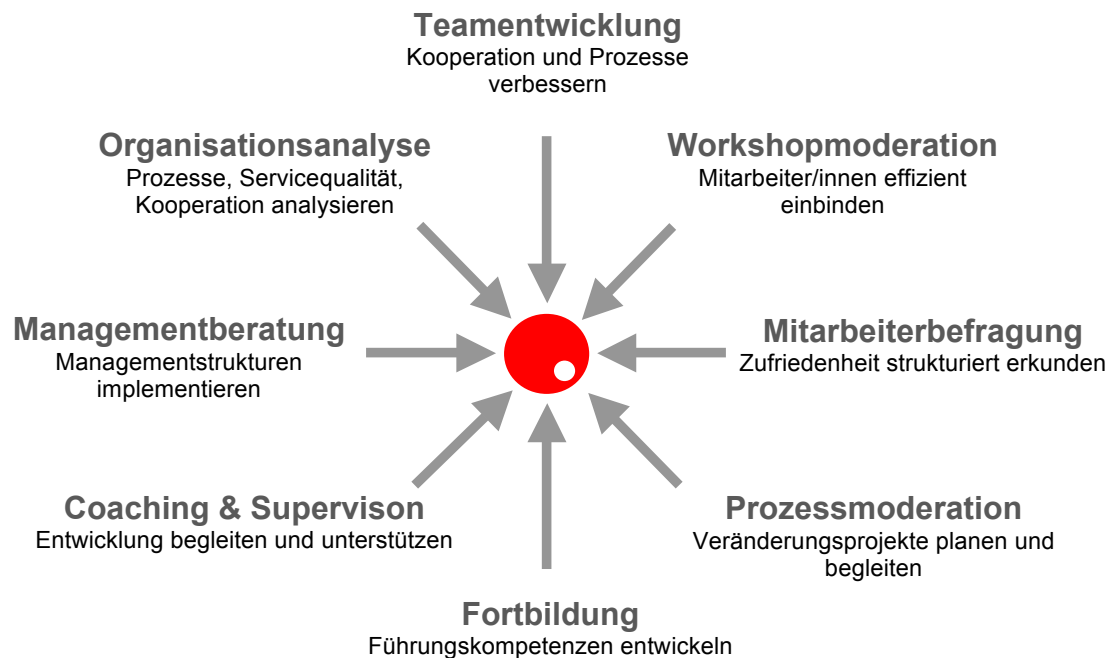 Teamentwicklung
Kooperation und Prozesse
verbessern
Organisationsanalyse
Prozesse, Servicequalität,
Kooperation analysieren
Workshopmoderation
Mitarbeiter/innen effizient
einbinden
Managementberatung
Managementstrukturen
implementieren
Mitarbeiterbefragung
Zufriedenheit strukturiert erkunden
Coaching & Supervison
Entwicklung begleiten und unterstützen
Prozessmoderation
Veränderungsprojekte planen und
begleiten
Fortbildung
Führungskompetenzen entwickeln